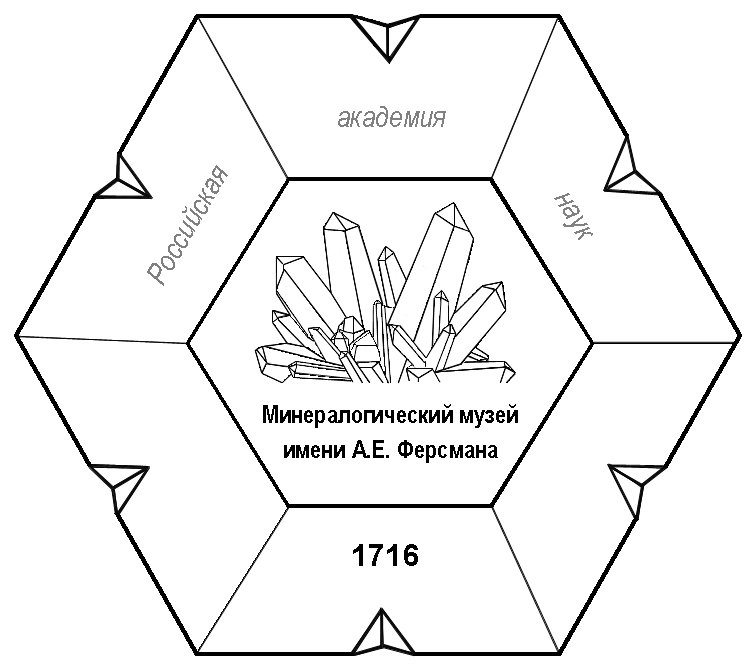 Российская
академия
наук
Минералогический музей
имени А.Е. Ферсмана
1716